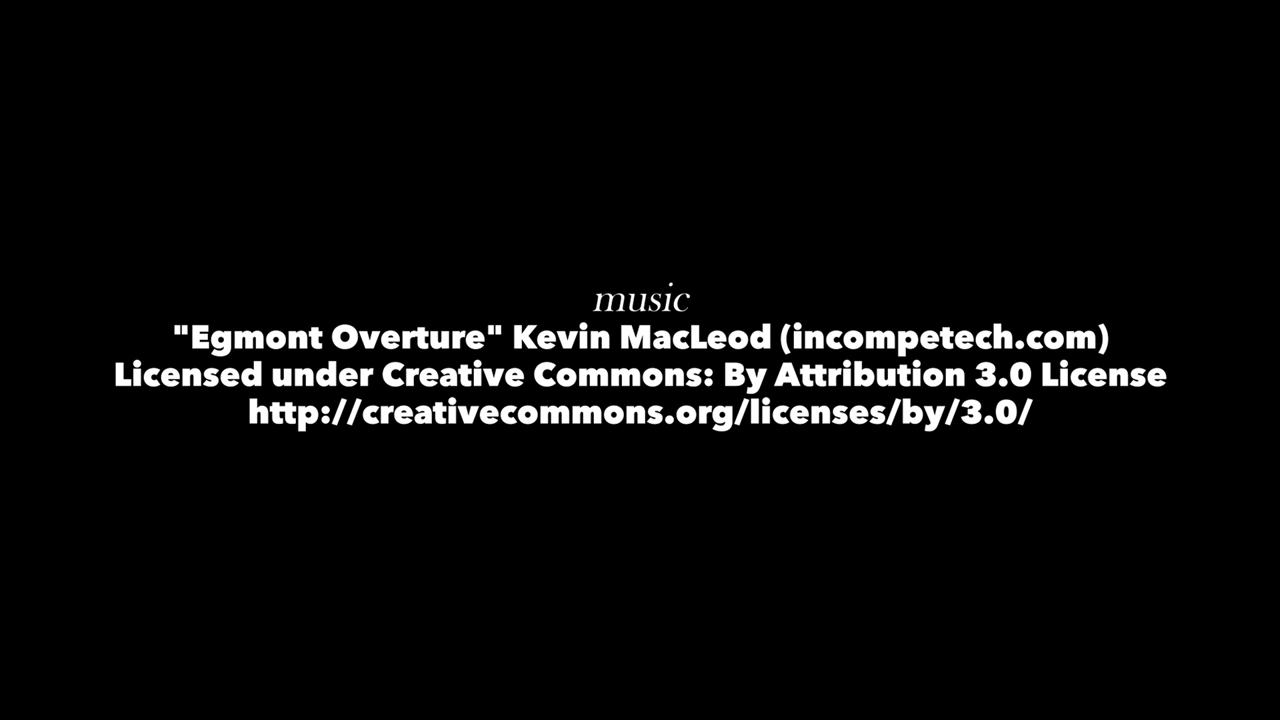 music
"Egmont Overture" Kevin MacLeod (incompetech.com)
Licensed under Creative Commons: By Attribution 3.0 License
http://creativecommons.org/licenses/by/3.0/